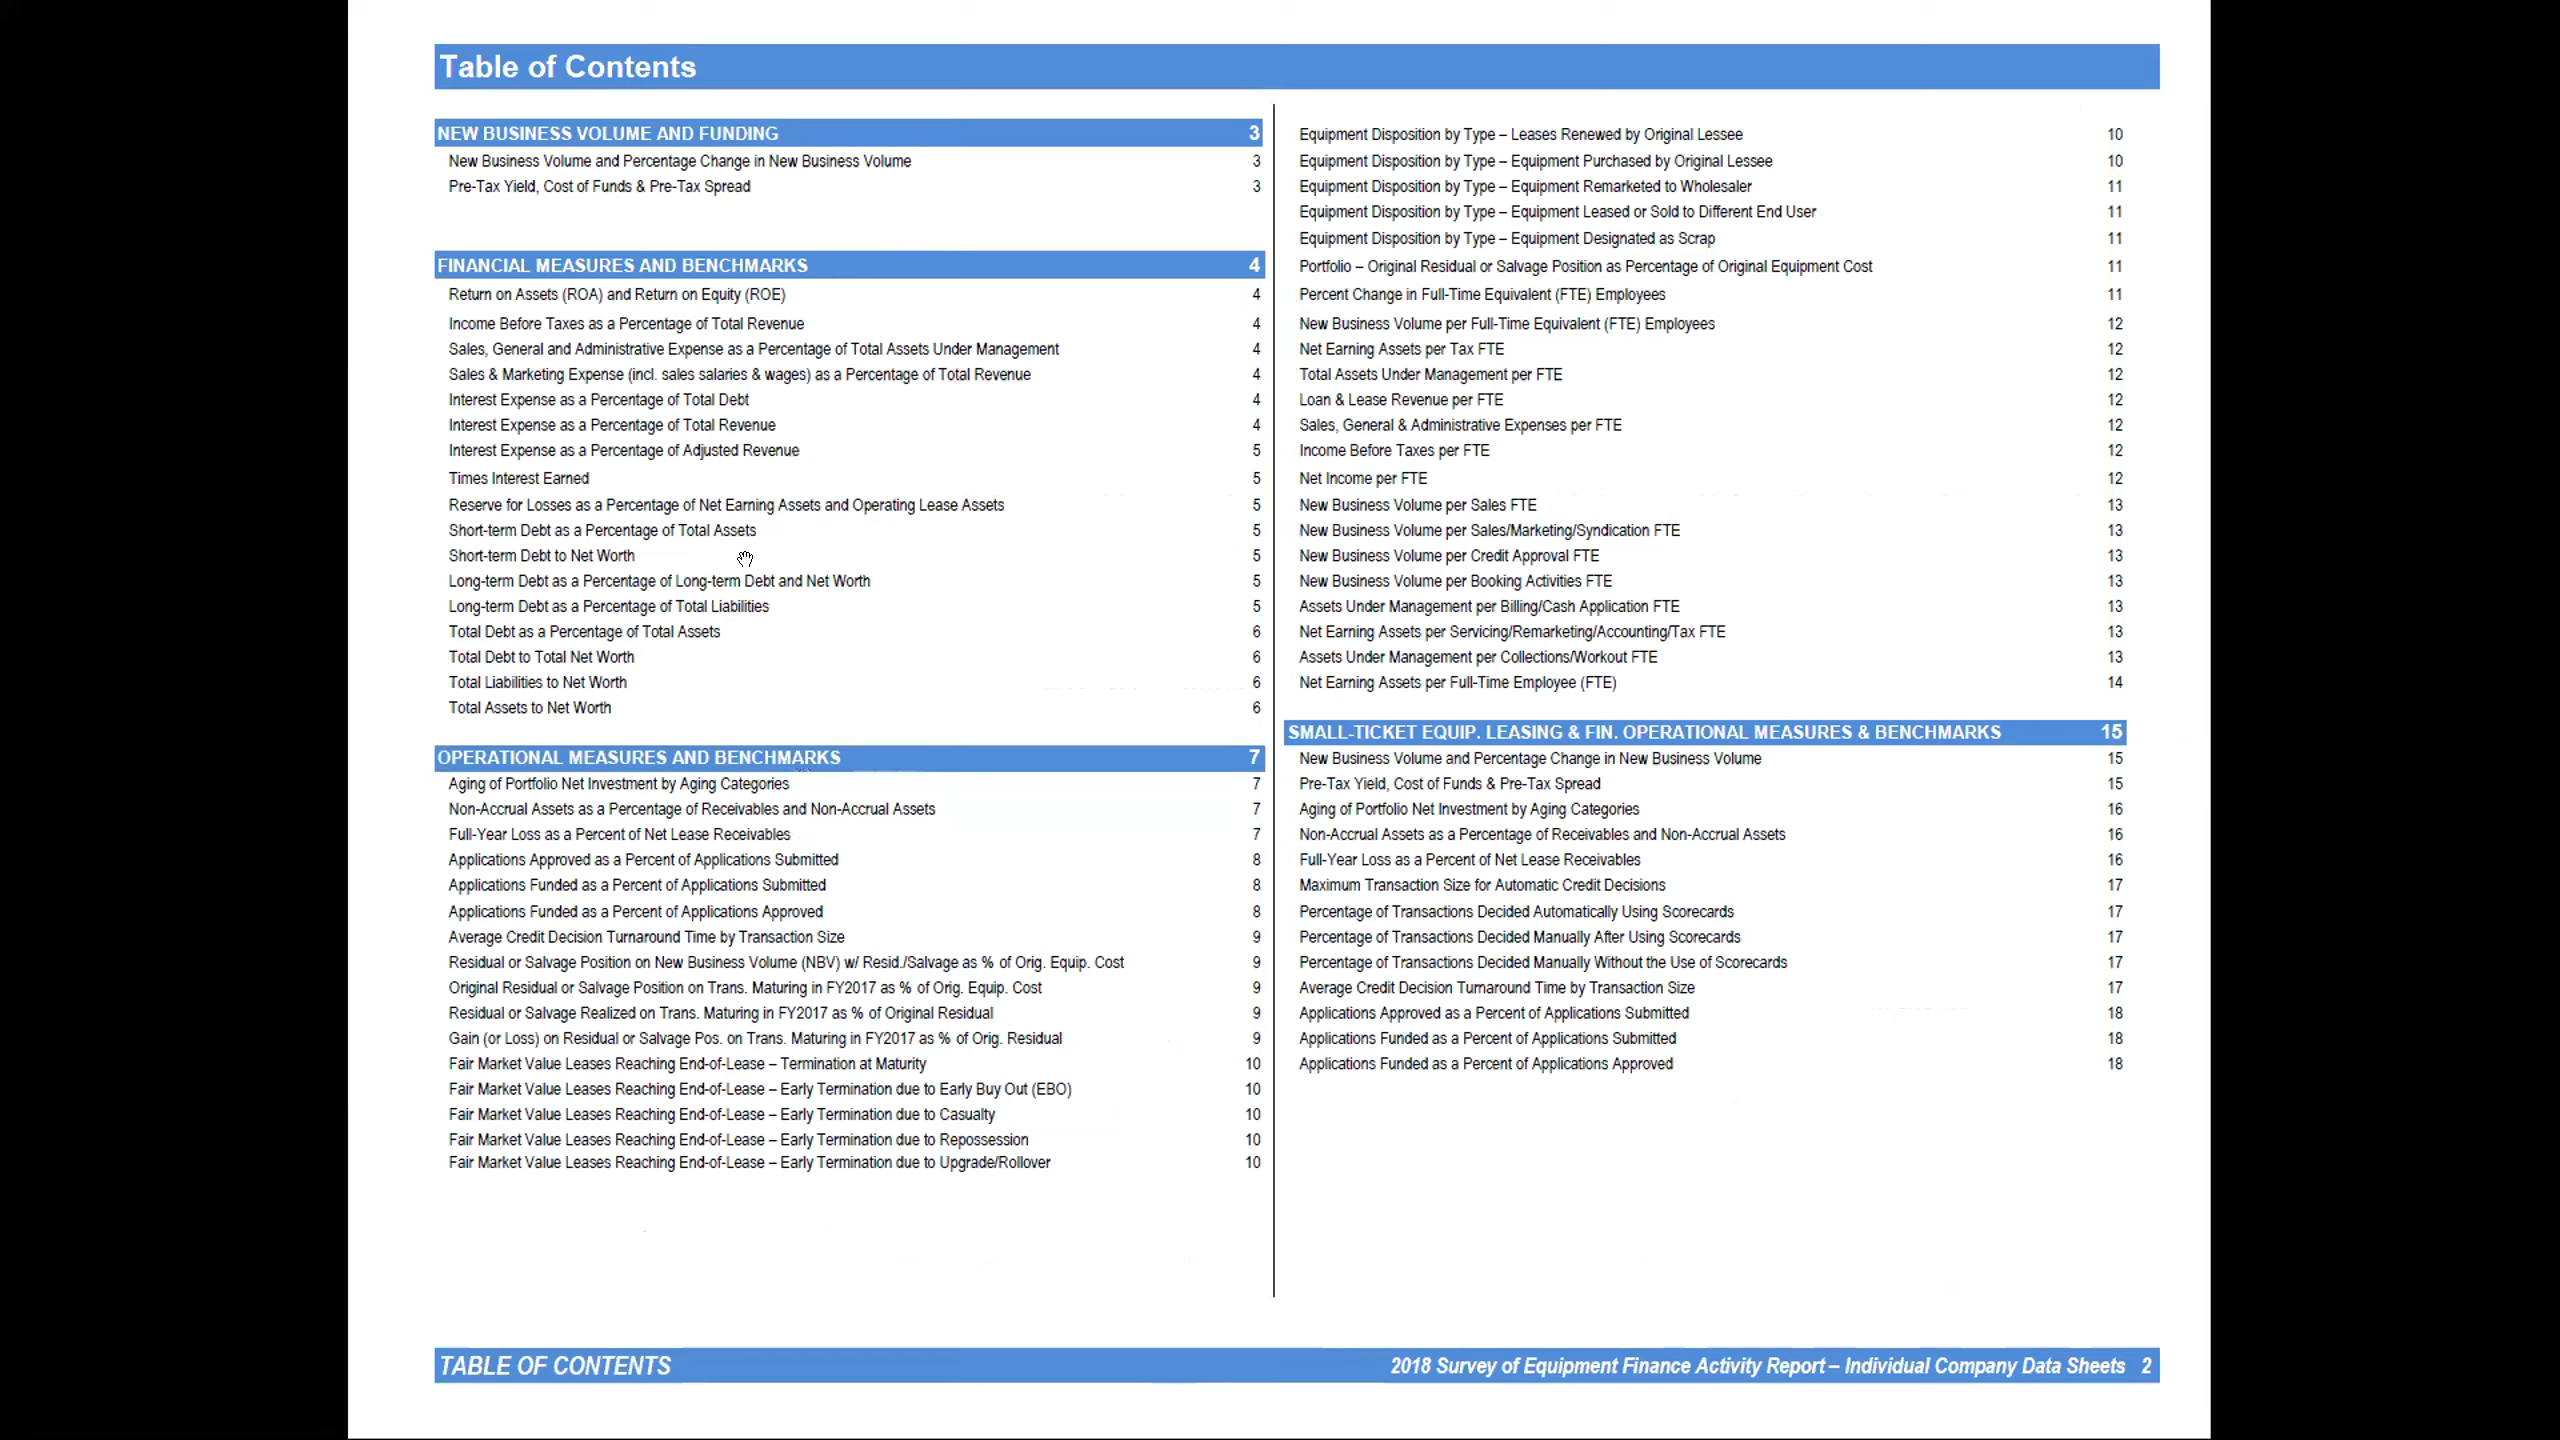 Table of Contents
NEW BUSINESS VOLUME AND FUNDING 3
New Business Volume and Percentage Change in New Business Volume 3
Pre-Tax Yield, Cost of Funds & Pre-Tax Spread 3
FINANCIAL MEASURES AND BENCHMARKS 4
Return on Assets (ROA) and Return on Equity (ROE) 4
Income Before Taxes as a Percentage of Total Revenue 4
Sales, General and Administrative Expense as a Percentage of Total Assets Under Management 4
Sales & Marketing Expense (incl. sales salaries & wages) as a Percentage of Total Revenue 4
Interest Expense as a Percentage of Total Debt 4
Interest Expense as a Percentage of Total Revenue 4
Interest Expense as a Percentage of Adjusted Revenue 5
Times Interest Earned 5
Reserve for Losses as a Percentage of Net Earning Assets and Operating Lease Assets 5
Short-term Debt as a Percentage of Total Assets 5
Short-term Debt to Net Worth 5
Long-term Debt as a Percentage of Long-term Debt and Net Worth 5
Long-term Debt as a Percentage of Total Liabilities 5
Total Debt as a Percentage of Total Assets 6
Total Debt to Total Net Worth 6
Total Liabilities to Net Worth 6
Total Assets to Net Worth 6
OPERATIONAL MEASURES AND BENCHMARKS 7
Aging of Portfolio Net Investment by Aging Categories 7
Non-Accrual Assets as a Percentage of Receivables and Non-Accrual Assets 7
Full-Year Loss as a Percent of Net Lease Receivables 7
Applications Approved as a Percent of Applications Submitted 8
Applications Funded as a Percent of Applications Submitted 8
Applications Funded as a Percent of Applications Approved 8
Average Credit Decision Turnaround Time by Transaction Size 9
Residual or Salvage Position on New Business Volume (NBV) w/ Resid./Salvage as % of Orig. Equip. Cost 9
Original Residual or Salvage Position on Trans. Maturing in FY2017 as % of Orig. Equip. Cost 9
Residual or Salvage Realized on Trans. Maturing in FY2017 as % of Original Residual 9
Gain (or Loss) on Residual or Salvage Pos. on Trans. Maturing in FY2017 as % of Orig. Residual 9
Fair Market Value Leases Reaching End-of-Lease – Termination at Maturity 10
Fair Market Value Leases Reaching End-of-Lease – Early Termination due to Early Buy Out (EBO) 10
Fair Market Value Leases Reaching End-of-Lease – Early Termination due to Casualty 10
Fair Market Value Leases Reaching End-of-Lease – Early Termination due to Repossession 10
Fair Market Value Leases Reaching End-of-Lease – Early Termination due to Upgrade/Rollover 10
Equipment Disposition by Type – Leases Renewed by Original Lessee 10
Equipment Disposition by Type – Equipment Purchased by Original Lessee 10
Equipment Disposition by Type – Equipment Remarketed to Wholesaler 11
Equipment Disposition by Type – Equipment Leased or Sold to Different End User 11
Equipment Disposition by Type – Equipment Designated as Scrap 11
Portfolio – Original Residual or Salvage Position as Percentage of Original Equipment Cost 11
Percent Change in Full-Time Equivalent (FTE) Employees 11
New Business Volume per Full-Time Equivalent (FTE) Employees 12
Net Earning Assets per Tax FTE 12
Total Assets Under Management per FTE 12
Loan & Lease Revenue per FTE 12
Sales, General & Administrative Expenses per FTE 12
Income Before Taxes per FTE 12
Net Income per FTE 12
New Business Volume per Sales FTE 13
New Business Volume per Sales/Marketing/Syndication FTE 13
New Business Volume per Credit Approval FTE 13
New Business Volume per Booking Activities FTE 13
Assets Under Management per Billing/Cash Application FTE 13
Net Earning Assets per Servicing/Remarketing/Accounting/Tax FTE 13
Assets Under Management per Collections/Workout FTE 13
Net Earning Assets per Full-Time Employee (FTE) 14
SMALL-TICKET EQUIP. LEASING & FIN. OPERATIONAL MEASURES & BENCHMARKS 15
New Business Volume and Percentage Change in New Business Volume 15
Pre-Tax Yield, Cost of Funds & Pre-Tax Spread 15
Aging of Portfolio Net Investment by Aging Categories 16
Non-Accrual Assets as a Percentage of Receivables and Non-Accrual Assets 16
Full-Year Loss as a Percent of Net Lease Receivables 16
Maximum Transaction Size for Automatic Credit Decisions 17
Percentage of Transactions Decided Automatically Using Scorecards 17
Percentage of Transactions Decided Manually After Using Scorecards 17
Percentage of Transactions Decided Manually Without the Use of Scorecards 17
Average Credit Decision Turnaround Time by Transaction Size 17
Applications Approved as a Percent of Applications Submitted 18
Applications Funded as a Percent of Applications Submitted 18
Applications Funded as a Percent of Applications Approved 18
TABLE OF CONTENTS
2018 Survey of Equipment Finance Activity Report – Individual Company Data Sheets 2